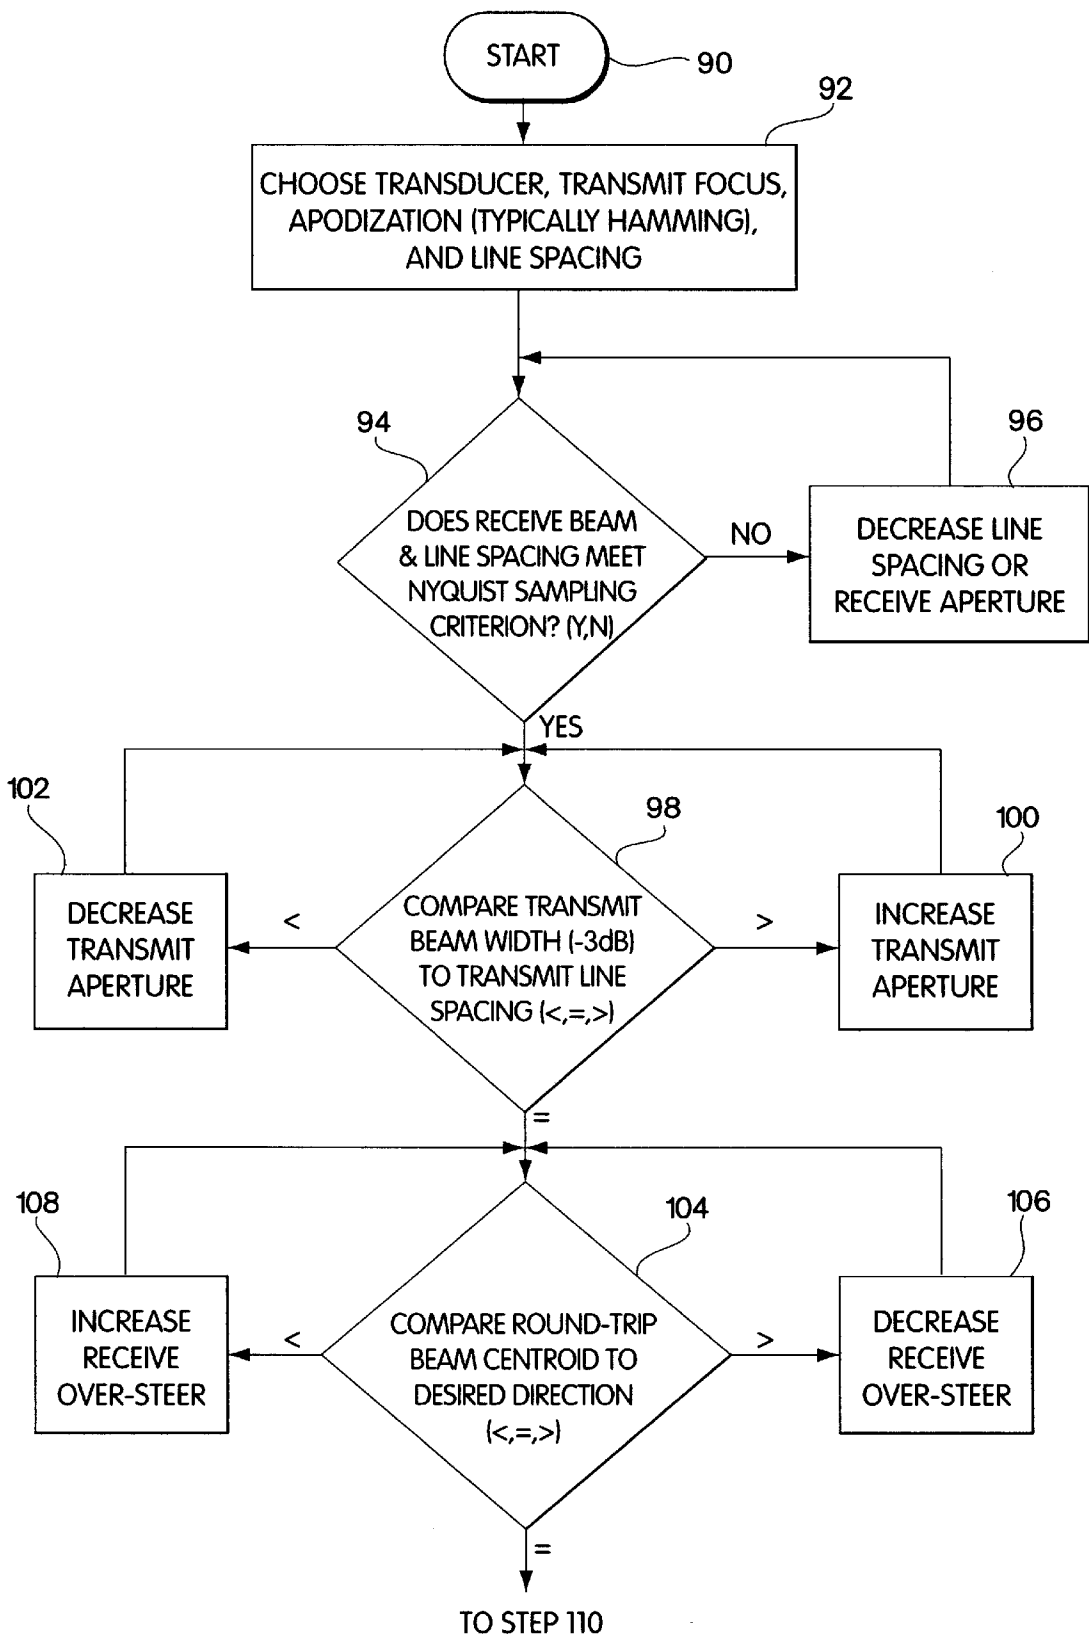 START
90
92
CHOOSE TRANSDUCER, TRANSMIT FOCUS,
APODIZATION (TYPICALLY HAMMING),
AND LINE SPACING
94
96
DOES RECEIVE BEAM
& LINE SPACING MEET
NYQUIST SAMPLING
CRITERION? (Y,N)
NO
DECREASE LINE
SPACING OR
RECEIVE APERTURE
YES
102
98
100
DECREASE
TRANSMIT
APERTURE
<
COMPARE TRANSMIT
BEAM WIDTH (-3dB)
TO TRANSMIT LINE
SPACING (<,=,>)
>
INCREASE
TRANSMIT
APERTURE
=
108
104
106
INCREASE
RECEIVE
OVER-STEER
<
COMPARE ROUND-TRIP
BEAM CENTROID TO
DESIRED DIRECTION
(<,=,>)
>
DECREASE
RECEIVE
OVER-STEER
=
TO STEP 110